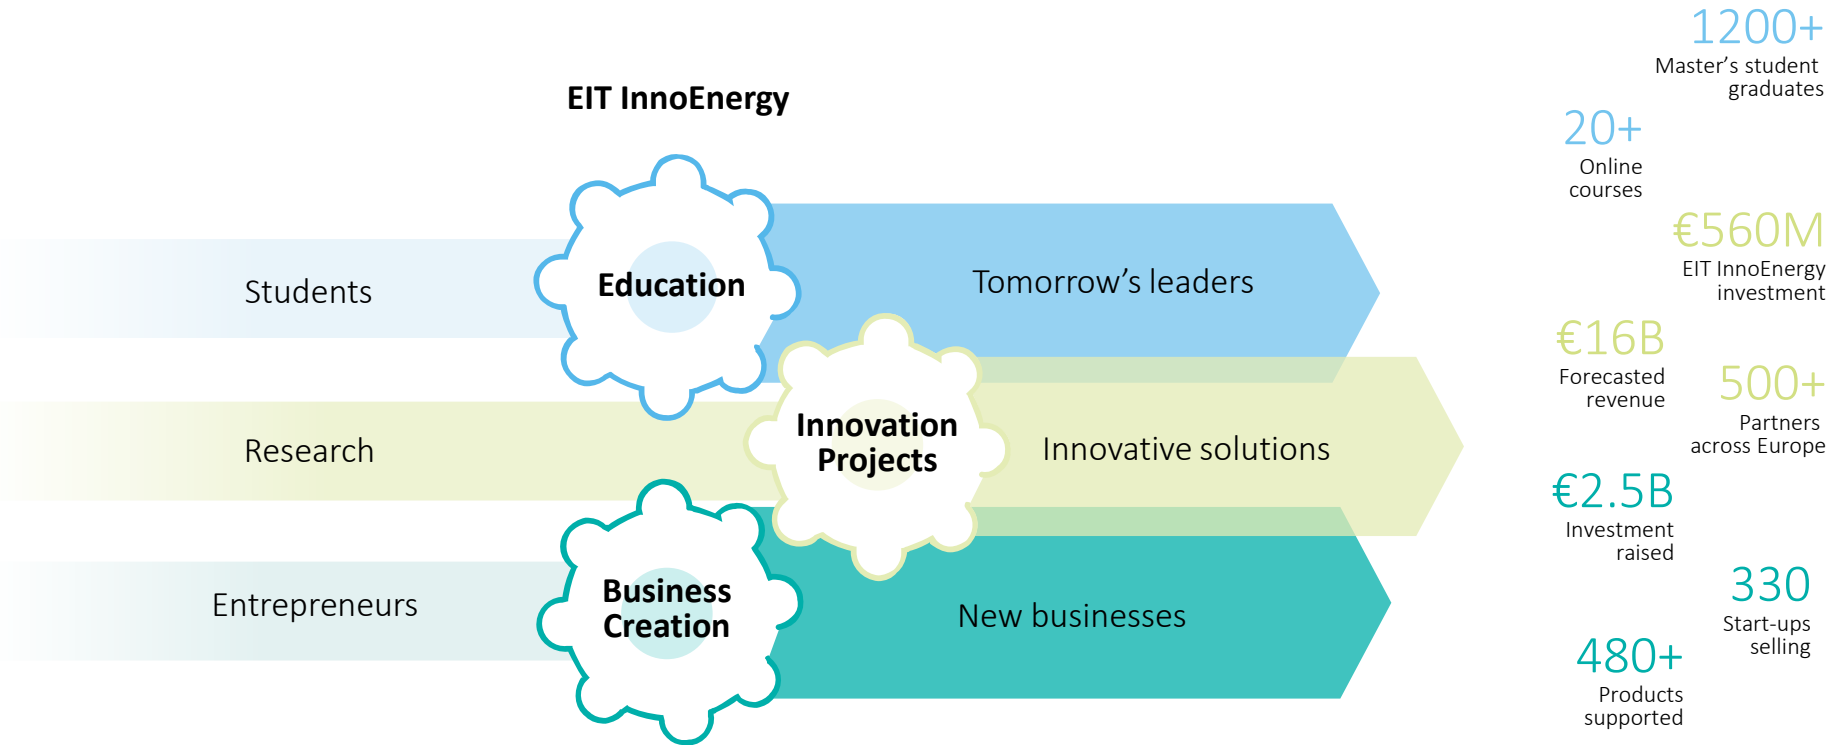 EIT InnoEnergy
Students
Education
Tomorrow’s leaders
Research
Innovation
Projects
Innovative solutions
Entrepreneurs
Business
Creation
New businesses
1200+
Master’s student
graduates
20+
Online
courses
€560M
EIT InnoEnergy
investment
€16B
Forecasted
revenue
500+
Partners
across Europe
€2.5B
Investment
raised
330
Start-ups
selling
480+
Products
supported